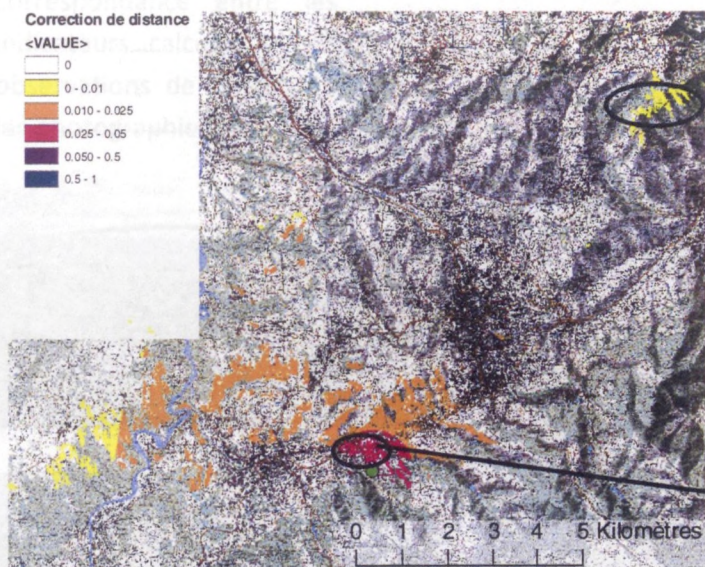 Correction de distance
<VALUE>
0
0 - 0.01
0.010 - 0.025
0.025 - 0.05
0.050 - 0.5
0.5 - 1
0 1 2 3 4 5 Kilomètres